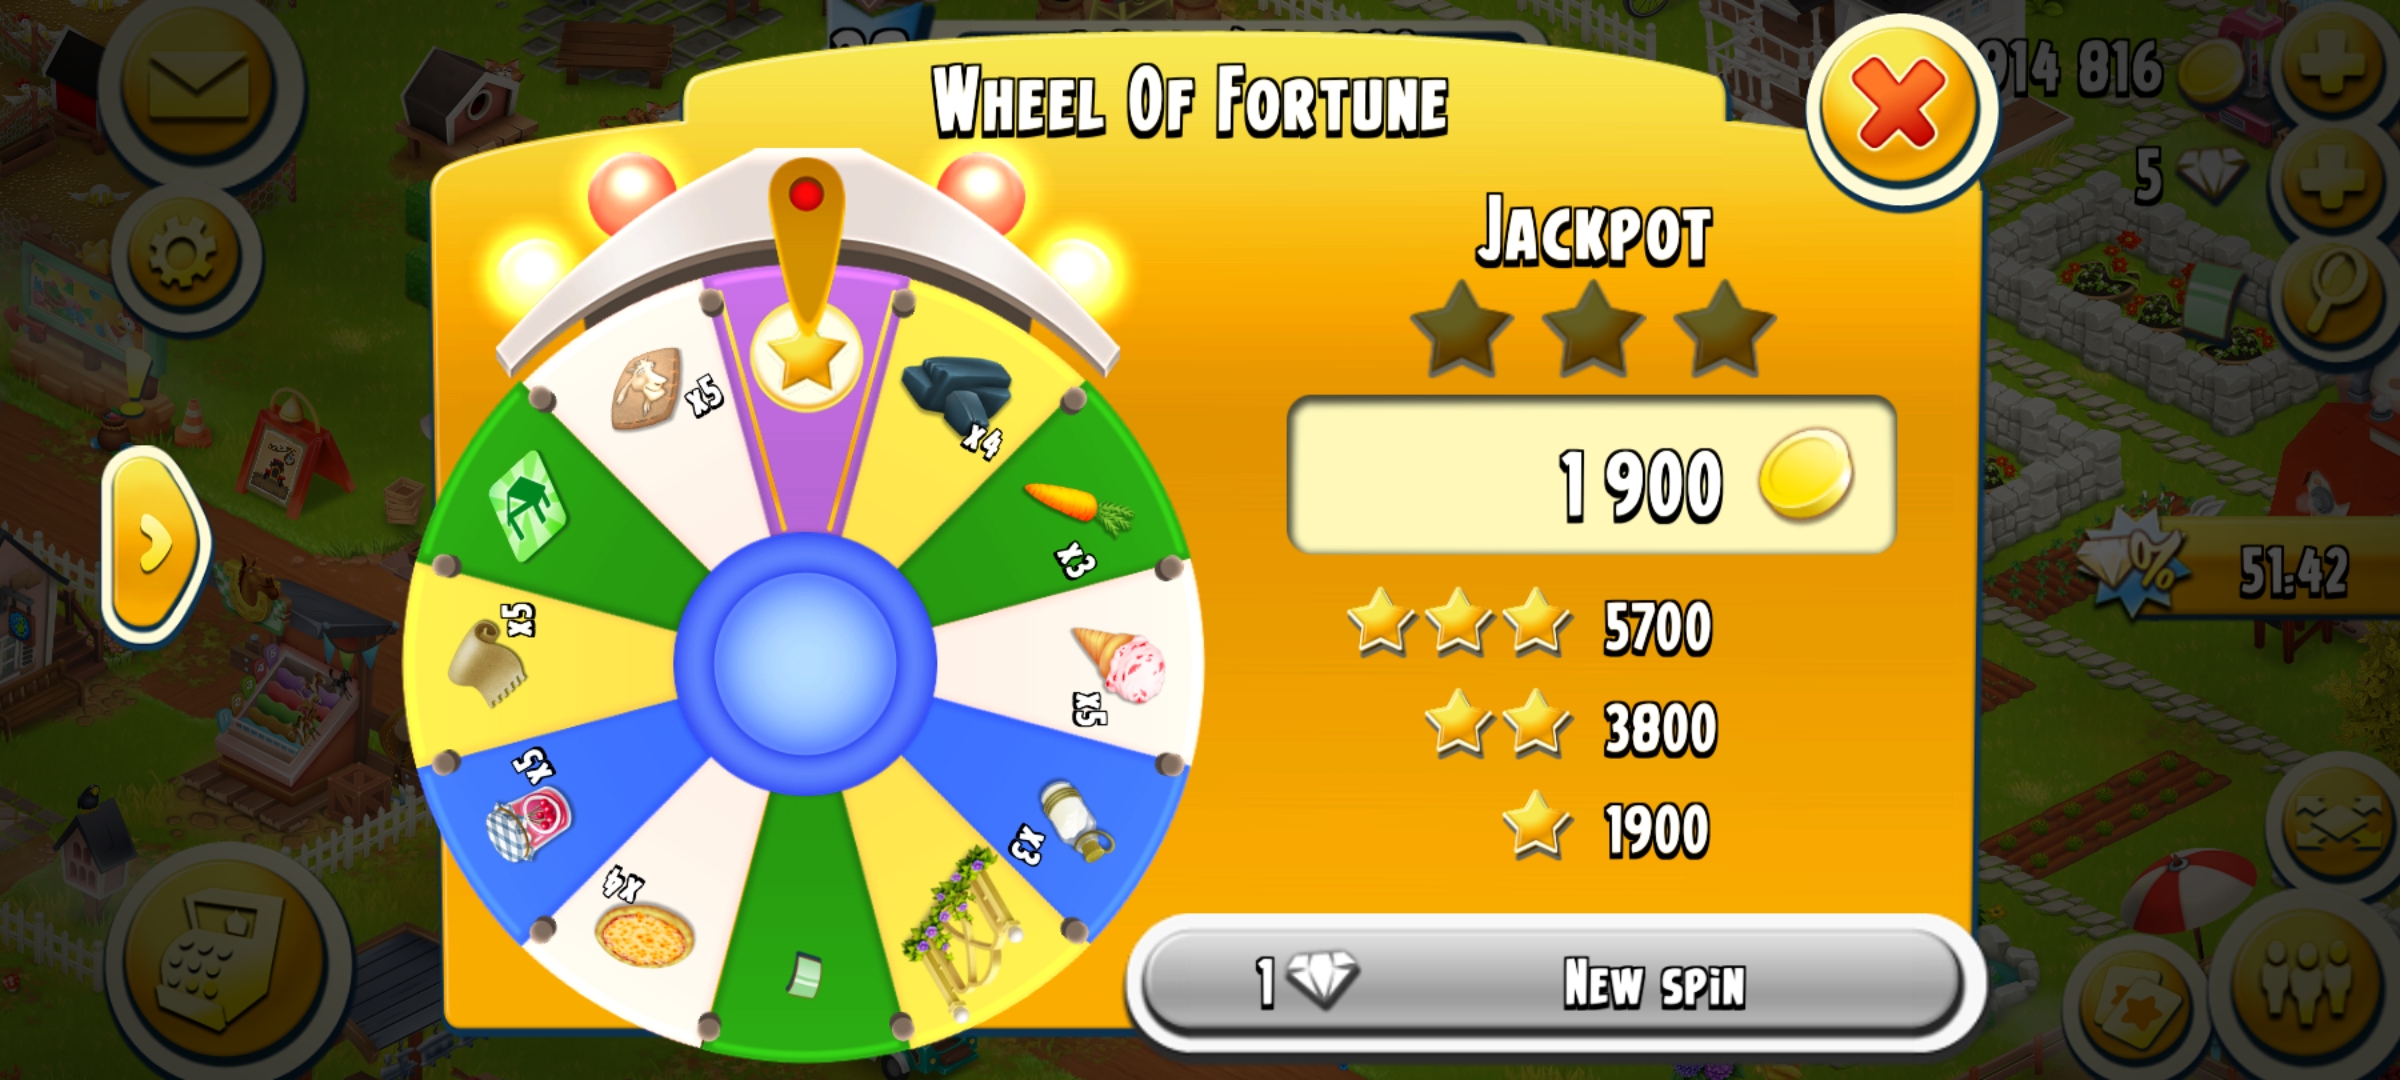 WHEEL OF FORTUNE
914 816
5
JACKPOT
1 900
5700
3800
1900
1
NEW SPIN
51:42
%
x5
x4
x3
x5
x3
x4
x5
x5